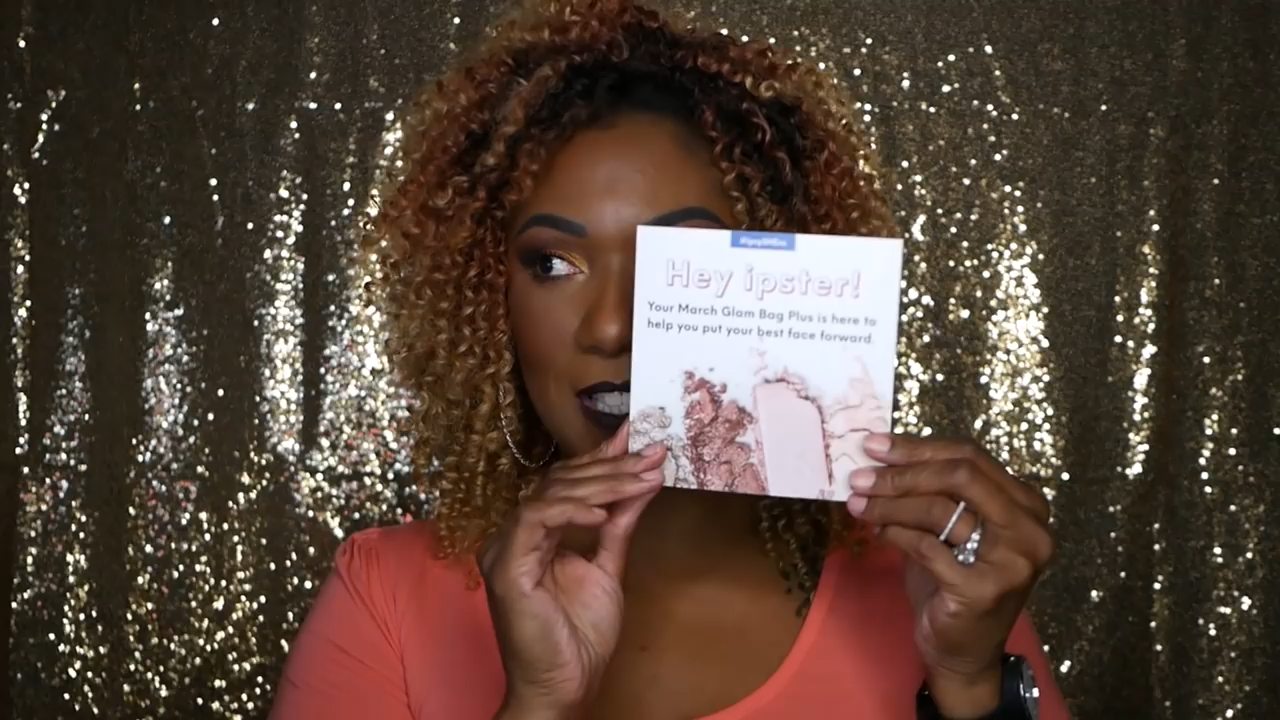 Hey ipster!
Your March Glam Bag Plus is here to
help you put your best face forward.